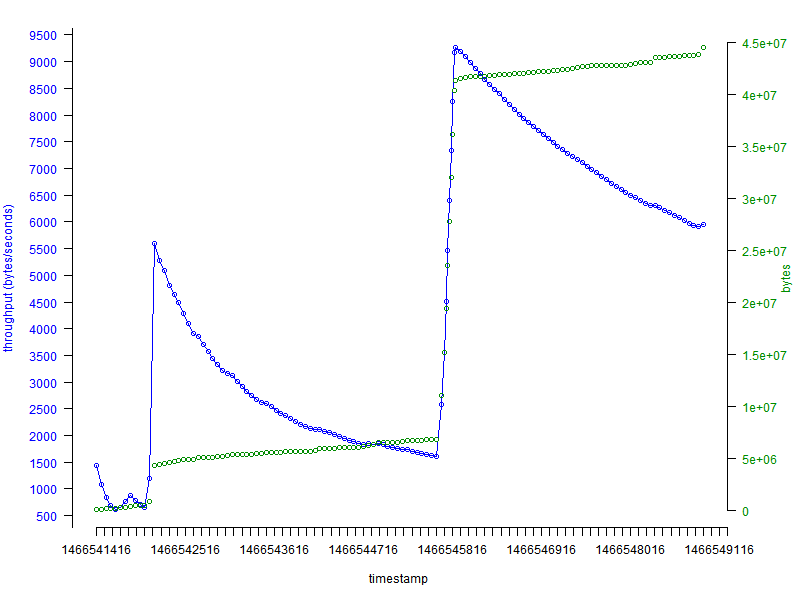 9500
9000
8500
8000
7500
7000
6500
6000
5500
5000
4500
4000
3500
3000
2500
2000
1500
1000
500
throughput (bytes/seconds)
4.5e+07
4e+07
3.5e+07
3e+07
2.5e+07
2e+07
1.5e+07
1e+07
5e+06
0
bytes
1466541416 1466542516 1466543616 1466544716 1466545816 1466546916 1466548016 1466549116
timestamp